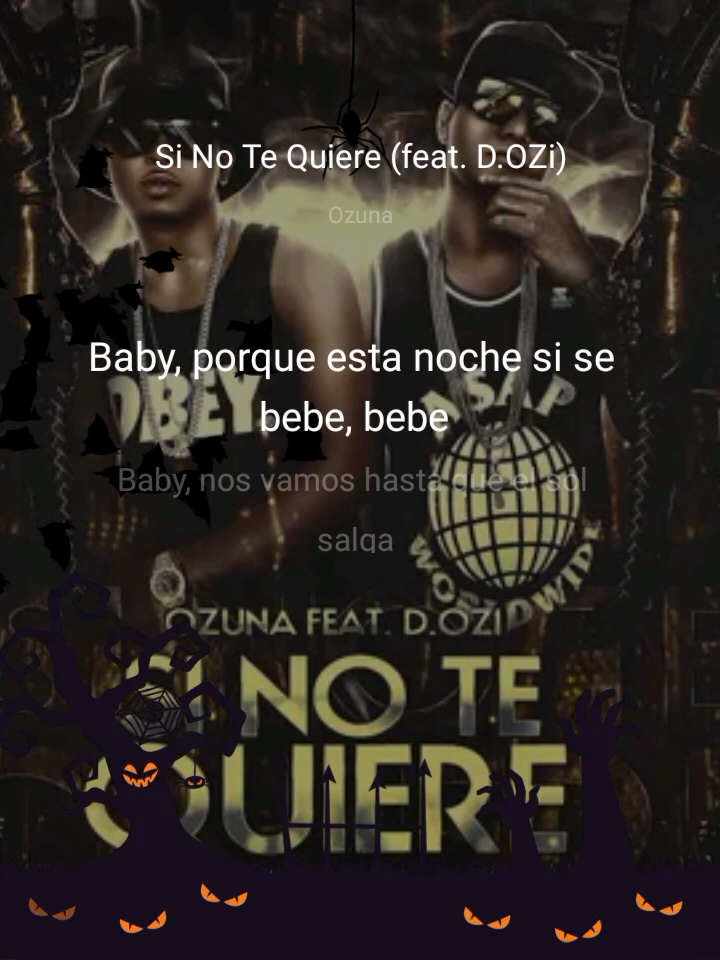 Si No Te Quiere (feat. D.OZi)
Ozuna
Baby, porque esta noche si se
bebe, bebe
Baby, nos vamos hasta que el sol
salga
OBEY
ASAP
WORLDWIDE
OZUNA FEAT. D.OZI
SI NO TE
QUIERE